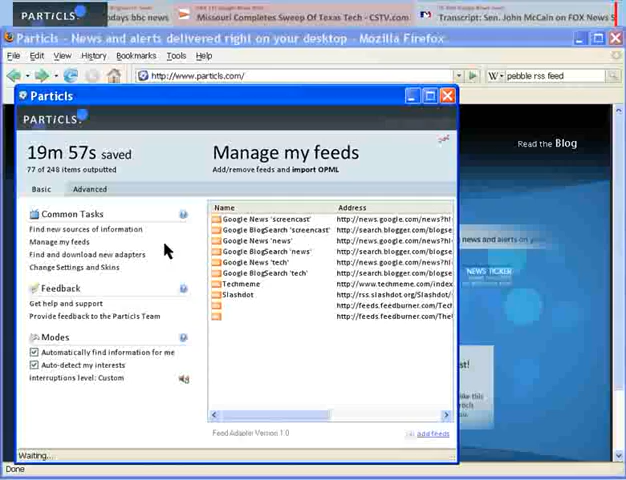 PARTiCLS.
days bbc news
Missouri Completes Sweep Of Texas Tech - CSTV.com
Transcript: Sen. John McCain on FOX News S
Particls - News and alerts delivered right on your desktop - Mozilla Firefox
File Edit View History Bookmarks Tools Help
http://www.particls.com/
pebble rss feed
Particls
PARTiCLS.
Read the Blog
19m 57s saved
77 of 248 items outputted
Manage my feeds
Add/remove feeds and import OPML
Basic Advanced
Common Tasks
Find new sources of information
Manage my feeds
Find and download new adapters
Change Settings and Skins
Feedback
Get help and support
Provide feedback to the Particls Team
Modes
Automatically find information for me
Auto-detect my interests
Interruptions level: Custom
Name Address
Google News 'screencast' http://news.google.com/news?hl
Google BlogSearch 'screencast' http://search.blogger.com/blogse
Google News 'news' http://news.google.com/news?hl
Google BlogSearch 'news' http://search.blogger.com/blogse
Google News 'tech' http://news.google.com/news?hl
Google BlogSearch 'tech' http://search.blogger.com/blogse
Techmeme http://www.techmeme.com/index
Slashdot http://rss.slashdot.org/Slashdot/
http://feeds.feedburner.com/Tech
http://feeds.feedburner.com/The
news and alerts on your
NEWS TICKER
st!
like this
Particls
Feed Adapter Version 1.0
add feeds
Waiting...
Done